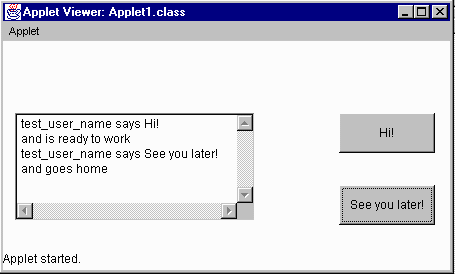 Applet Viewer: Applet1.class
Applet
test_user_name says Hi!
and is ready to work
test_user_name says See you later!
and goes home
Hi!
See you later!
Applet started.